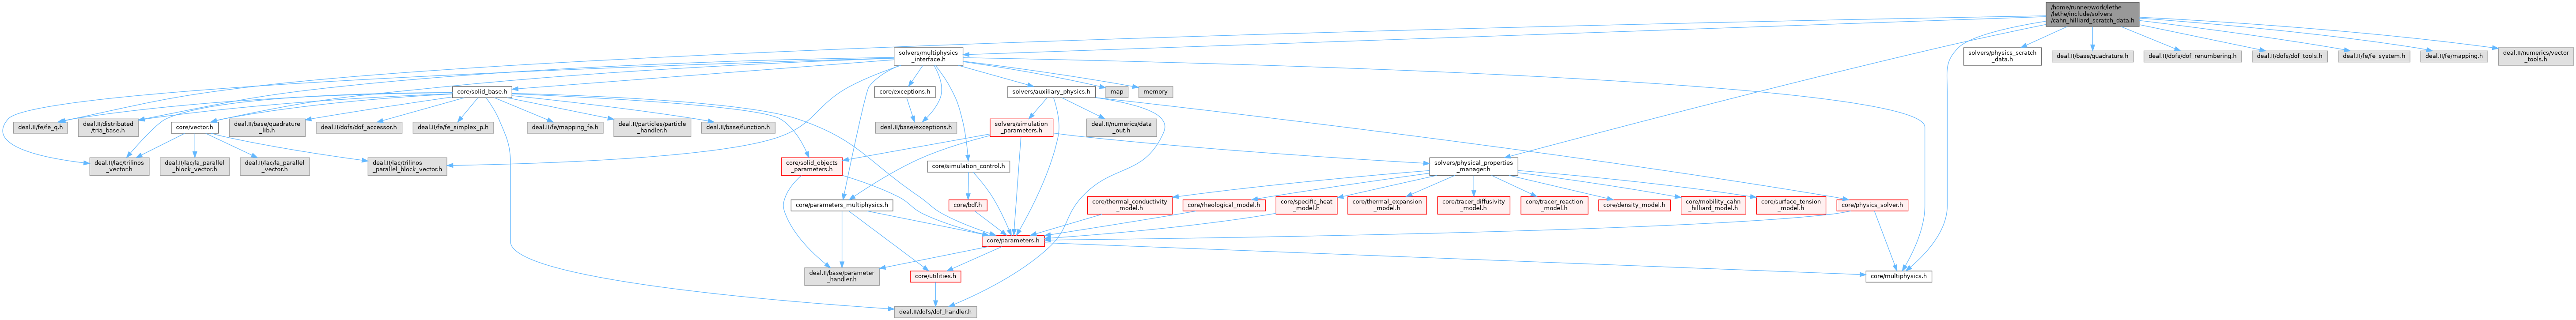 /home/runner/work/lethe
/lethe/include/solvers
/cahn_hilliard_scratch_data.h
solvers/multiphysics
_interface.h
solvers/physics_scratch
_data.h
deal.II/base/quadrature.h
deal.II/dofs/dof_renumbering.h
deal.II/dofs/dof_tools.h
deal.II/fe/fe_system.h
deal.II/fe/mapping.h
deal.II/numerics/vector
_tools.h
core/solid_base.h
core/exceptions.h
solvers/auxiliary_physics.h
map
memory
deal.II/fe/fe_q.h
deal.II/distributed
/tria_base.h
core/vector.h
deal.II/base/quadrature
_lib.h
deal.II/dofs/dof_accessor.h
deal.II/fe/fe_simplex_p.h
deal.II/fe/mapping_fe.h
deal.II/particles/particle
_handler.h
deal.II/base/function.h
deal.II/base/exceptions.h
solvers/simulation
_parameters.h
deal.II/numerics/data
_out.h
deal.II/lac/trilinos
_vector.h
deal.II/lac/la_parallel
_block_vector.h
deal.II/lac/la_parallel
_vector.h
deal.II/lac/trilinos
_parallel_block_vector.h
core/solid_objects
_parameters.h
core/simulation_control.h
solvers/physical_properties
_manager.h
core/parameters_multiphysics.h
core/bdf.h
core/thermal_conductivity
_model.h
core/rheological_model.h
core/specific_heat
_model.h
core/thermal_expansion
_model.h
core/tracer_diffusivity
_model.h
core/tracer_reaction
_model.h
core/density_model.h
core/mobility_cahn
_hilliard_model.h
core/surface_tension
_model.h
core/physics_solver.h
core/parameters.h
deal.II/base/parameter
_handler.h
core/utilities.h
core/multiphysics.h
deal.II/dofs/dof_handler.h